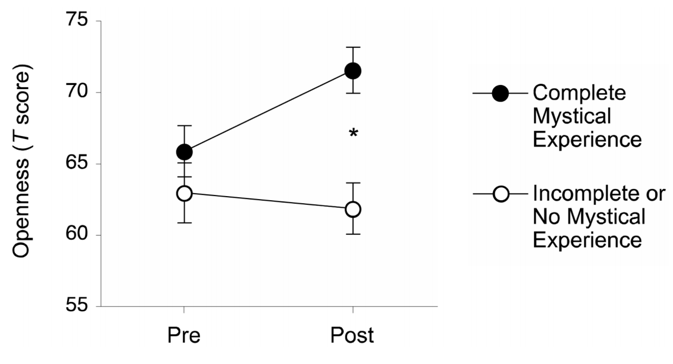 75
70
65
60
55
Openness (T score)
Pre
Post
*
Complete
Mystical
Experience
Incomplete or
No Mystical
Experience